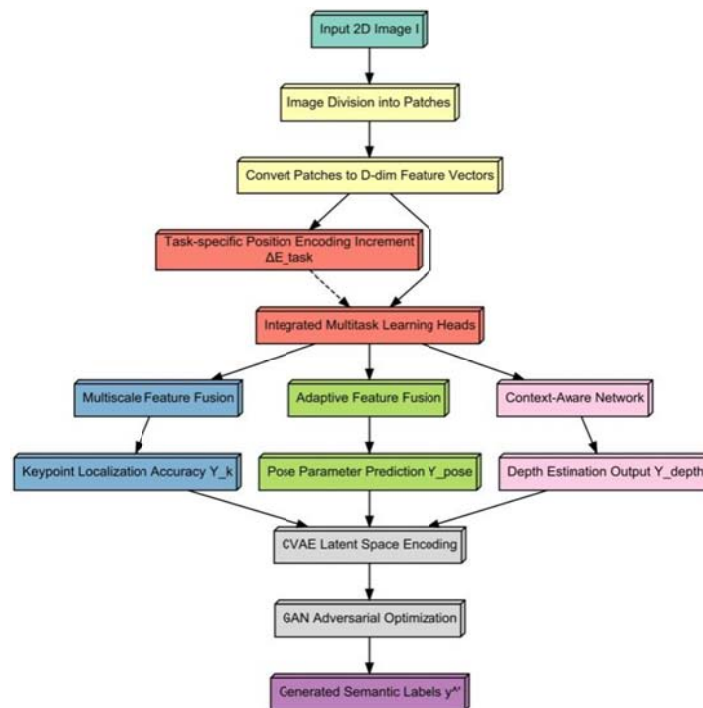 Input 2D Image I
Image Division into Patches
Convert Patches to D-dim Feature Vectors
Task-specific Position Encoding Increment
ΔE_task
Integrated Multitask Learning Heads
Multiscale Feature Fusion
Adaptive Feature Fusion
Context-Aware Network
Keypoint Localization Accuracy Y_k
Pose Parameter Prediction Y_pose
Depth Estimation Output Y_depth
CVAE Latent Space Encoding
GAN Adversarial Optimization
Generated Semantic Labels